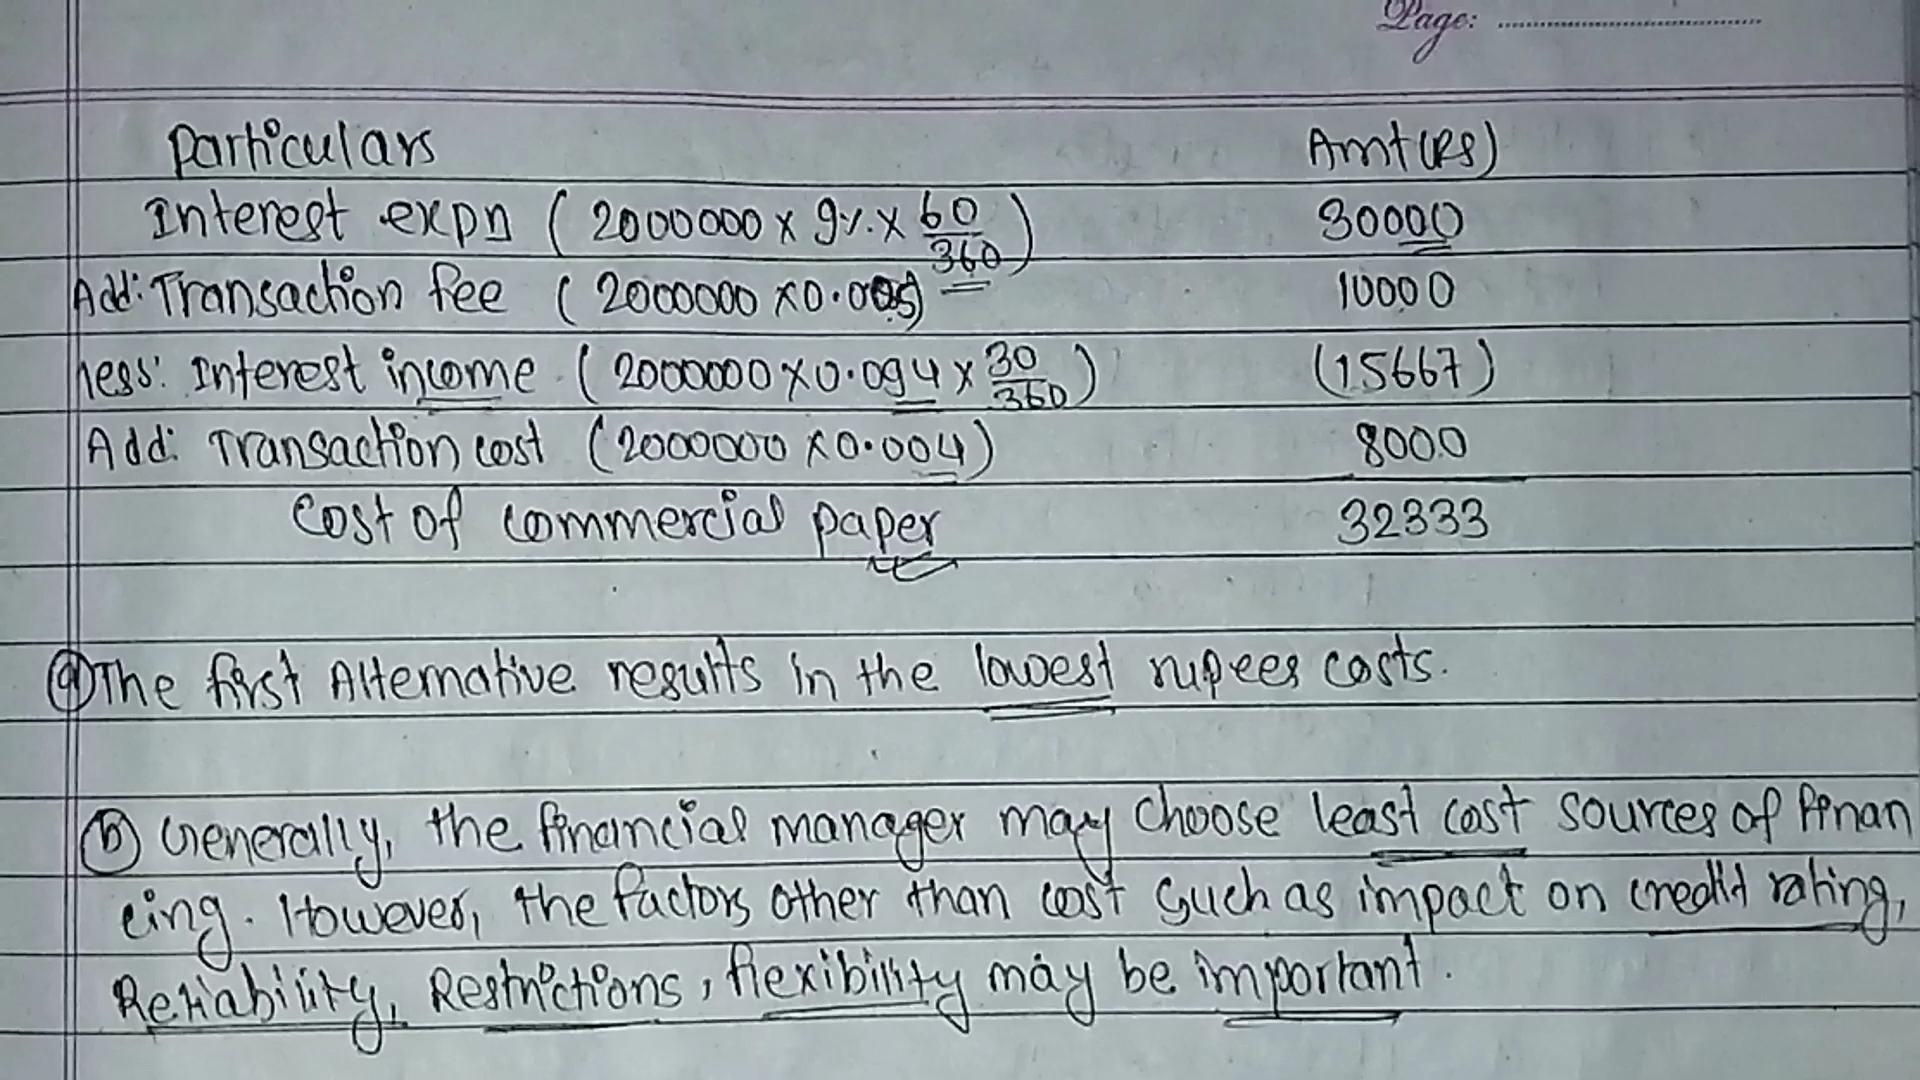 Page:
Particulars Amt (RS)
Interest expn ( 2000000 x 9%. x 60/360 ) 30000
Add: Transaction fee ( 2000000 x 0.005) 10000
less: Interest income ( 2000000 x 0.094 x 30/360 ) (15667)
Add: Transaction cost ( 2000000 x 0.004) 8000
Cost of commercial paper 32333
(a) The first Alternative results in the lowest rupees costs.
(b) Generally, the financial manager may choose least cost sources of finan
cing. However, the factors other than cost such as impact on credit rating,
Reliability, Restrictions, flexibility may be important.